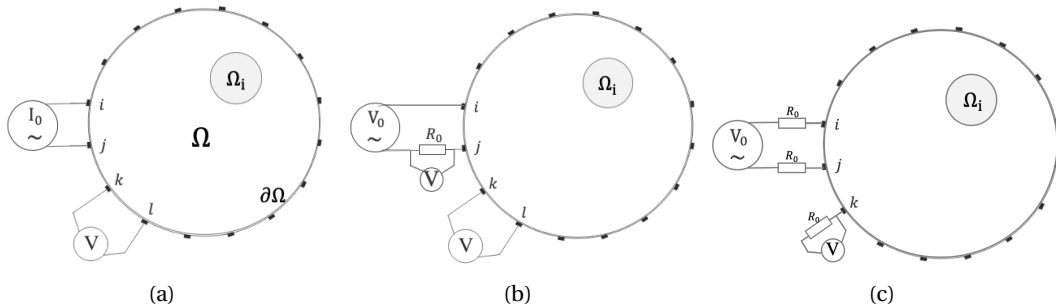 I₀
~
i
j
k
l
V
Ωᵢ
Ω
∂Ω
(a)
V₀
~
R₀
V
i
j
k
l
V
Ωᵢ
(b)
V₀
~
R₀
R₀
i
j
k
R₀
V
Ωᵢ
(c)